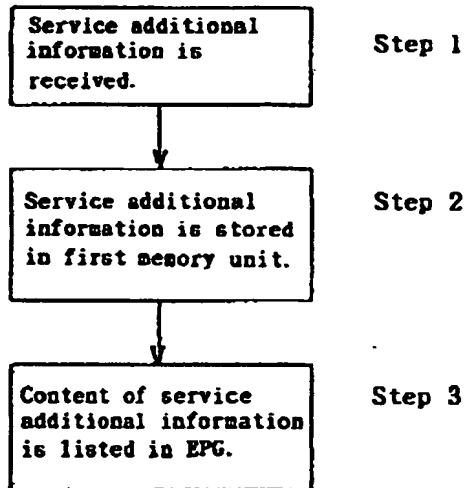 Service additional
information is
received.
Step 1
Service additional
information is stored
in first memory unit.
Step 2
Content of service
additional information
is listed in EPG.
Step 3